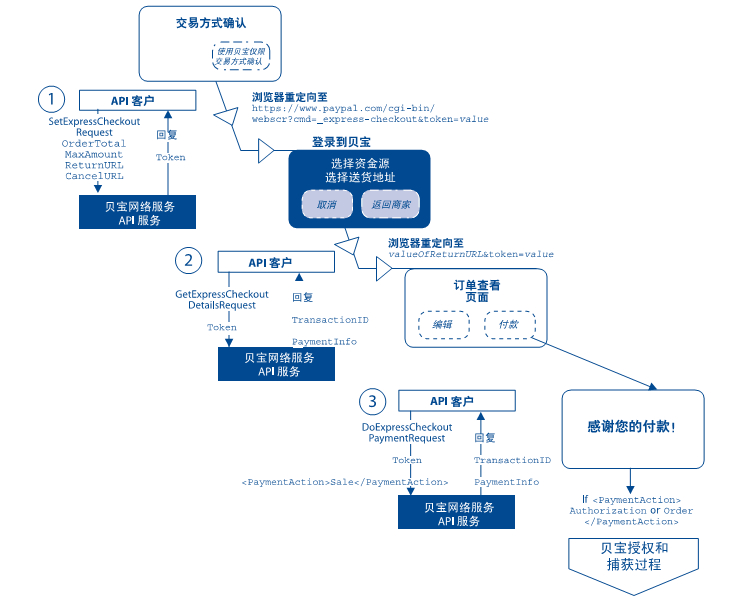 交易方式确认
使用贝宝仅限
交易方式确认
1
API 客户
SetExpressCheckout
Request
OrderTotal
MaxAmount
ReturnURL
CancelURL
回复
Token
贝宝网络服务
API 服务
浏览器重定向至
https://www.paypal.com/cgi-bin/
webscr?cmd=_express-checkout&token=value
登录到贝宝
选择资金源
选择送货地址
取消
返回商家
浏览器重定向至
valueOfReturnURL&token=value
2
API 客户
GetExpressCheckout
DetailsRequest
Token
回复
TransactionID
PaymentInfo
贝宝网络服务
API 服务
订单查看
页面
编辑
付款
3
API 客户
DoExpressCheckout
PaymentRequest
Token
<PaymentAction>Sale</PaymentAction>
回复
TransactionID
PaymentInfo
贝宝网络服务
API 服务
感谢您的付款！
If <PaymentAction>
Authorization or Order
</PaymentAction>
贝宝授权和
捕获过程